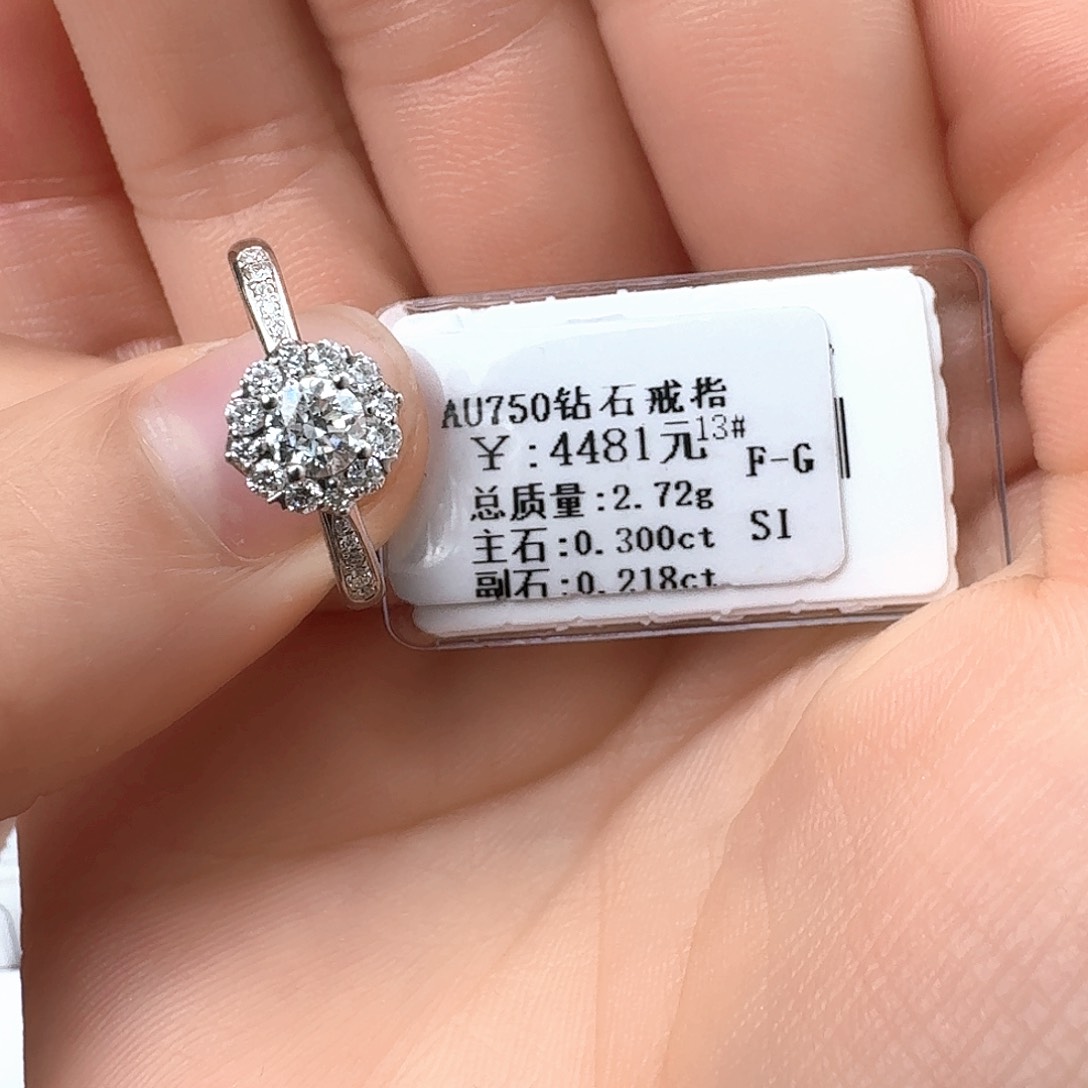 AU750钻石戒指
￥:4481元13#
F-G
总质量:2.72g
主石:0.300ct
SI
副石:0.218ct